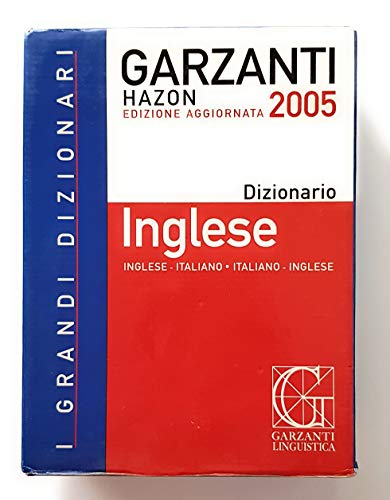 I GRANDI DIZIONARI
GARZANTI
HAZON
EDIZIONE AGGIORNATA 2005
Dizionario
Inglese
INGLESE - ITALIANO • ITALIANO - INGLESE
G
GARZANTI
LINGUISTICA